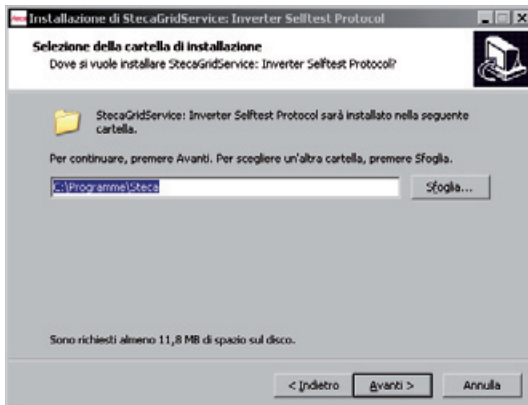 Installazione di StecaGridService: Inverter Selftest Protocol
Selezione della cartella di installazione
Dove si vuole installare StecaGridService: Inverter Selftest Protocol?
StecaGridService: Inverter Selftest Protocol sarà installato nella seguente
cartella.
Per continuare, premere Avanti. Per scegliere un'altra cartella, premere Sfoglia.
C:\Programme\Steca
Sfoglia...
Sono richiesti almeno 11,8 MB di spazio sul disco.
< Indietro Avanti > Annulla